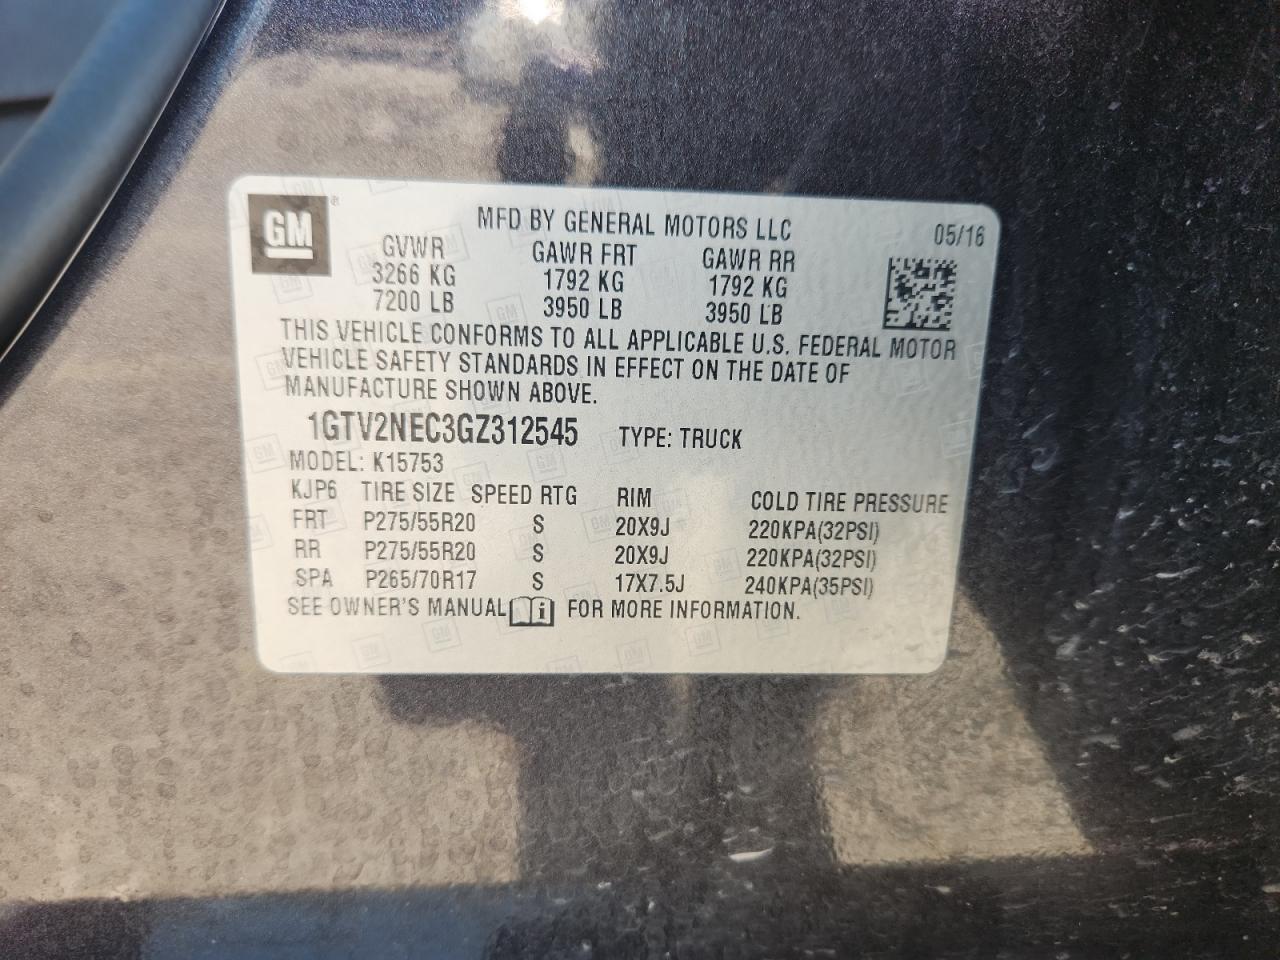 GM
MFD BY GENERAL MOTORS LLC 05/16
GVWR GAWR FRT GAWR RR
3266 KG 1792 KG 1792 KG
7200 LB 3950 LB 3950 LB
THIS VEHICLE CONFORMS TO ALL APPLICABLE U.S. FEDERAL MOTOR
VEHICLE SAFETY STANDARDS IN EFFECT ON THE DATE OF
MANUFACTURE SHOWN ABOVE.
1GTV2NEC3GZ312545 TYPE: TRUCK
MODEL: K15753
KJP6 TIRE SIZE SPEED RTG RIM COLD TIRE PRESSURE
FRT P275/55R20 S 20X9J 220KPA(32PSI)
RR P275/55R20 S 20X9J 220KPA(32PSI)
SPA P265/70R17 S 17X7.5J 240KPA(35PSI)
SEE OWNER'S MANUAL i FOR MORE INFORMATION.